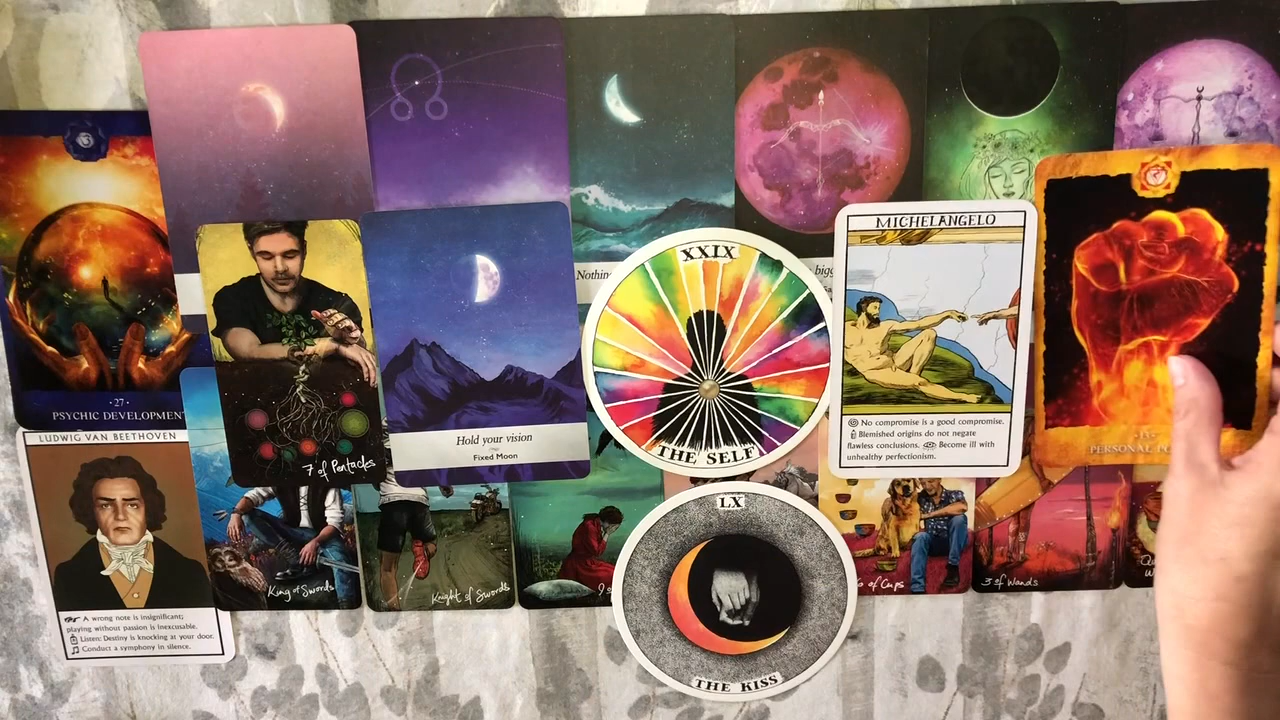 ·27·
PSYCHIC DEVELOPMENT
LUDWIG VAN BEETHOVEN
A wrong note is insignificant;
playing without passion is inexcusable.
Listen: Destiny is knocking at your door.
Conduct a symphony in silence.
7 of Pentacles
King of Swords
Hold your vision
Fixed Moon
Knight of Swords
XXIX
THE SELF
LX
THE KISS
MICHELANGELO
No compromise is a good compromise.
Blemished origins do not negate
flawless conclusions. Become ill with
unhealthy perfectionism.
of Cups
3 of Wands
PERSONAL